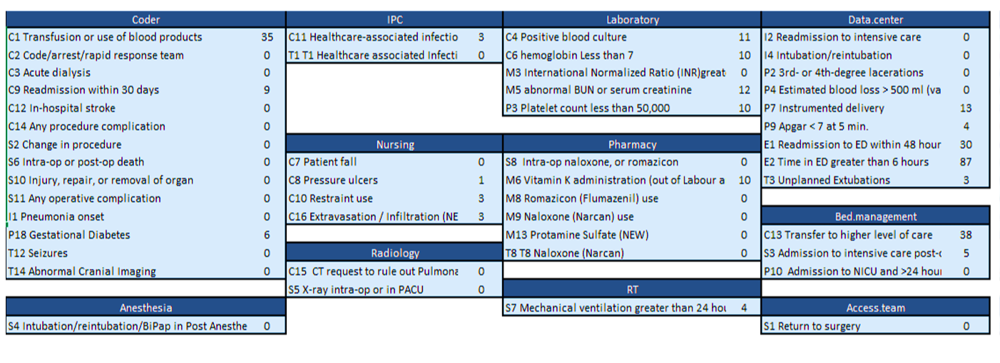 Coder
C1 Transfusion or use of blood products 35
C2 Code/arrest/rapid response team 0
C3 Acute dialysis 0
C9 Readmission within 30 days 9
C12 In-hospital stroke 0
C14 Any procedure complication 0
S2 Change in procedure 0
S6 Intra-op or post-op death 0
S10 Injury, repair, or removal of organ 0
S11 Any operative complication 0
I1 Pneumonia onset 0
P18 Gestational Diabetes 6
T12 Seizures 0
T14 Abnormal Cranial Imaging 0
Anesthesia
S4 Intubation/reintubation/BiPap in Post Anesthe 0
IPC
C11 Healthcare-associated infectio 3
T1 T1 Healthcare associated Infecti 0
Nursing
C7 Patient fall 0
C8 Pressure ulcers 1
C10 Restraint use 3
C16 Extravasation / Infiltration (NE 3
Radiology
C15 CT request to rule out Pulmona 0
S5 X-ray intra-op or in PACU 0
Laboratory
C4 Positive blood culture 11
C6 hemoglobin Less than 7 10
M3 International Normalized Ratio (INR)great 0
M5 abnormal BUN or serum creatinine 12
P3 Platelet count less than 50,000 10
Pharmacy
S8 Intra-op naloxone, or romazicon 0
M6 Vitamin K administration (out of Labour a 10
M8 Romazicon (Flumazenil) use 0
M9 Naloxone (Narcan) use 0
M13 Protamine Sulfate (NEW) 0
T8 T8 Naloxone (Narcan) 0
RT
S7 Mechanical ventilation greater than 24 hou 4
Data.center
I2 Readmission to intensive care 0
I4 Intubation/reintubation 0
P2 3rd- or 4th-degree lacerations 0
P4 Estimated blood loss > 500 ml (va 0
P7 Instrumented delivery 13
P9 Apgar < 7 at 5 min. 4
E1 Readmission to ED within 48 hour 30
E2 Time in ED greater than 6 hours 87
T3 Unplanned Extubations 3
Bed.management
C13 Transfer to higher level of care 38
S3 Admission to intensive care post-o 5
P10 Admission to NICU and >24 hour 0
Access.team
S1 Return to surgery 0